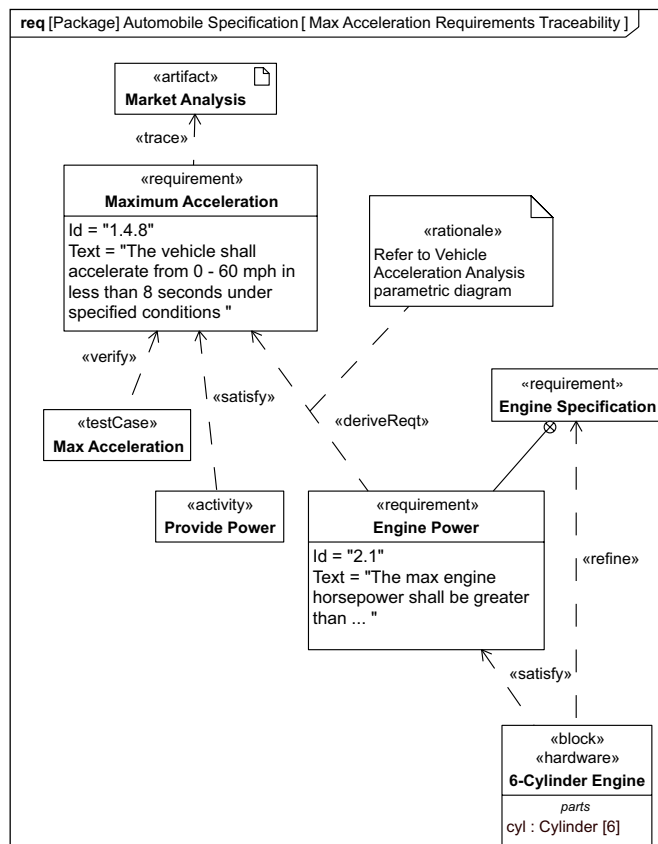 req [Package] Automobile Specification [ Max Acceleration Requirements Traceability ]
«artifact»
Market Analysis
«trace»
«requirement»
Maximum Acceleration
Id = "1.4.8"
Text = "The vehicle shall
accelerate from 0 - 60 mph in
less than 8 seconds under
specified conditions "
«rationale»
Refer to Vehicle
Acceleration Analysis
parametric diagram
«verify»
«satisfy»
«deriveReqt»
«requirement»
Engine Specification
«testCase»
Max Acceleration
«activity»
Provide Power
«requirement»
Engine Power
Id = "2.1"
Text = "The max engine
horsepower shall be greater
than ... "
«refine»
«satisfy»
«block»
«hardware»
6-Cylinder Engine
parts
cyl : Cylinder [6]